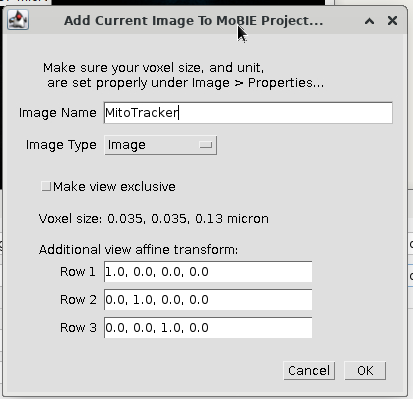 Add Current Image To MoBIE Project...
Make sure your voxel size, and unit,
are set properly under Image > Properties...
Image Name MitoTracker
Image Type Image
Make view exclusive
Voxel size: 0.035, 0.035, 0.13 micron
Additional view affine transform:
Row 1 1.0, 0.0, 0.0, 0.0
Row 2 0.0, 1.0, 0.0, 0.0
Row 3 0.0, 0.0, 1.0, 0.0
Cancel OK